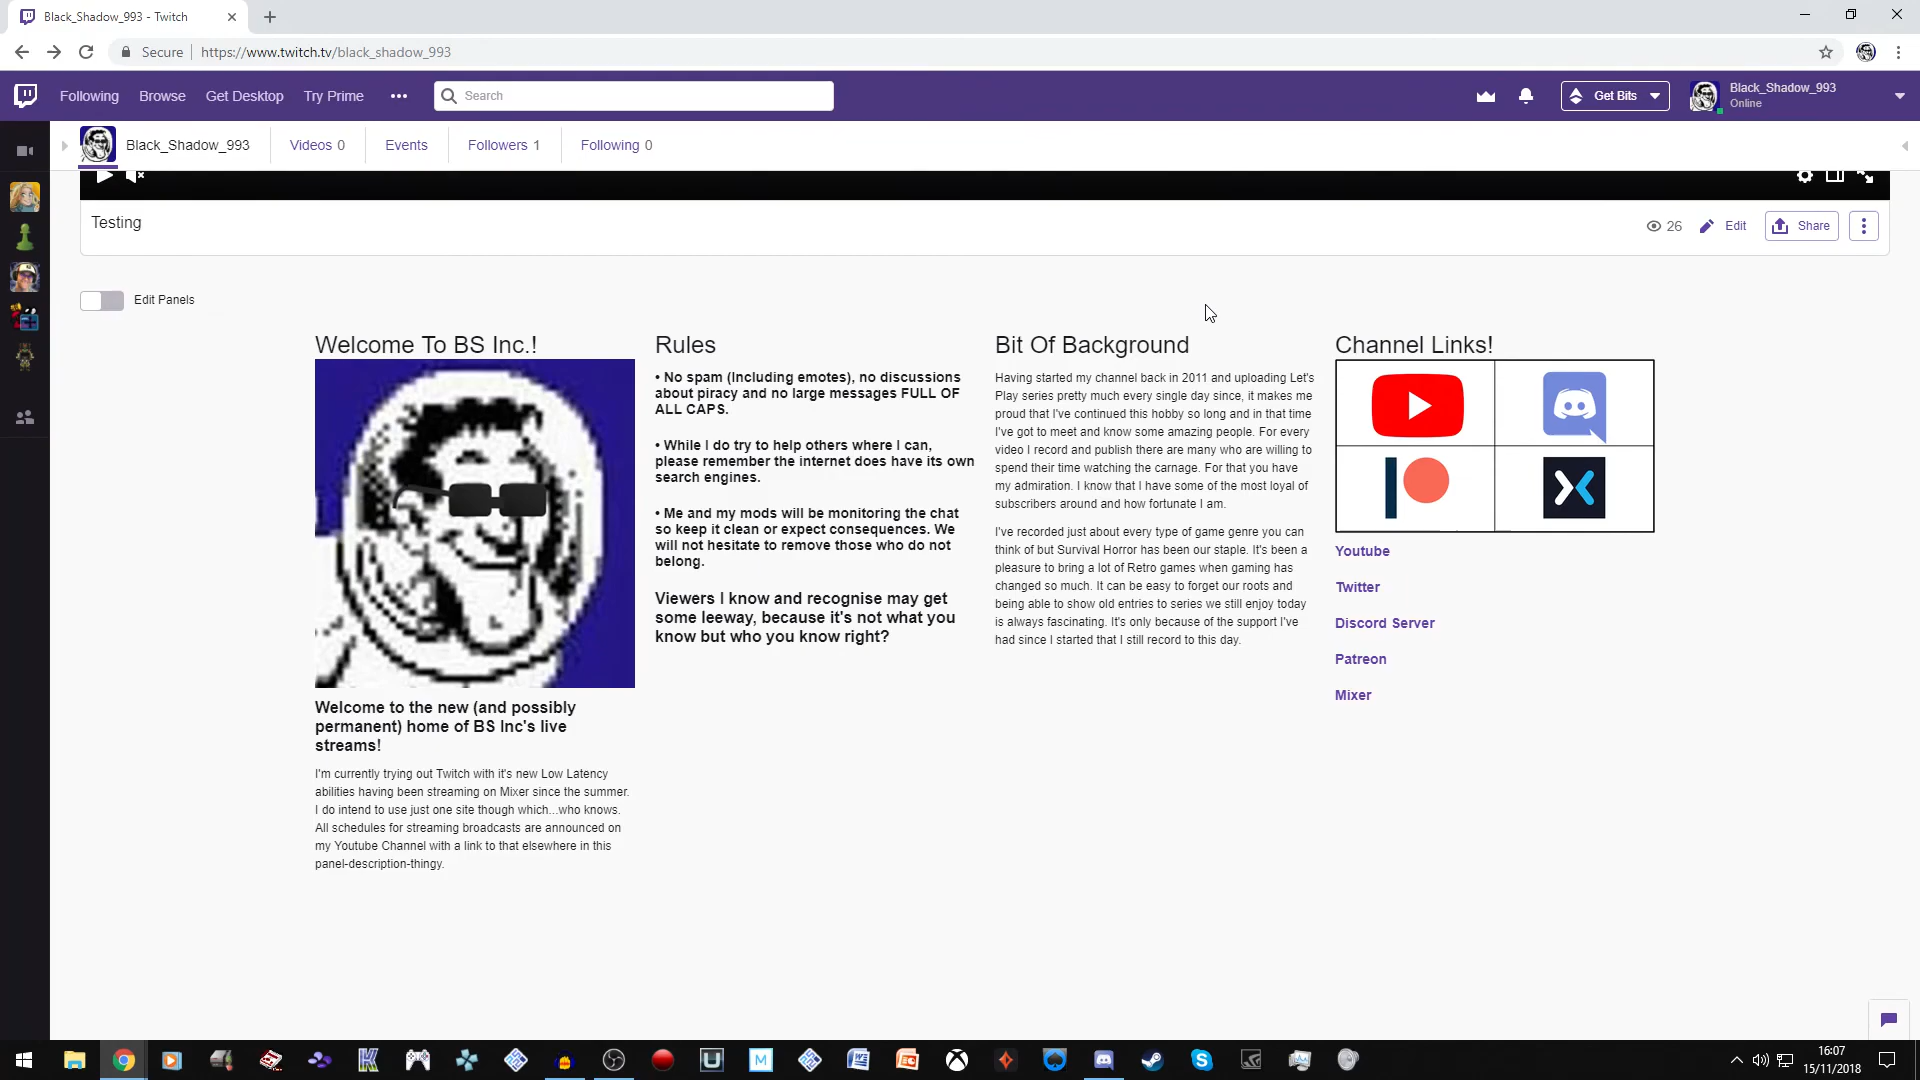 Black_Shadow_993 - Twitch
Secure
https://www.twitch.tv/black_shadow_993
Following
Browse
Get Desktop
Try Prime
Search
Get Bits
Black_Shadow_993
Online
Black_Shadow_993
Videos 0
Events
Followers 1
Following 0
Testing
26
Edit
Share
Edit Panels
Welcome To BS Inc.!
Welcome to the new (and possibly
permanent) home of BS Inc's live
streams!
I'm currently trying out Twitch with it's new Low Latency
abilities having been streaming on Mixer since the summer.
I do intend to use just one site though which...who knows.
All schedules for streaming broadcasts are announced on
my Youtube Channel with a link to that elsewhere in this
panel-description-thingy.
Rules
• No spam (Including emotes), no discussions
about piracy and no large messages FULL OF
ALL CAPS.
• While I do try to help others where I can,
please remember the internet does have its own
search engines.
• Me and my mods will be monitoring the chat
so keep it clean or expect consequences. We
will not hesitate to remove those who do not
belong.
Viewers I know and recognise may get
some leeway, because it's not what you
know but who you know right?
Bit Of Background
Having started my channel back in 2011 and uploading Let's
Play series pretty much every single day since, it makes me
proud that I've continued this hobby so long and in that time
I've got to meet and know some amazing people. For every
video I record and publish there are many who are willing to
spend their time watching the carnage. For that you have
my admiration. I know that I have some of the most loyal of
subscribers around and how fortunate I am.
I've recorded just about every type of game genre you can
think of but Survival Horror has been our staple. It's been a
pleasure to bring a lot of Retro games when gaming has
changed so much. It can be easy to forget our roots and
being able to show old entries to series we still enjoy today
is always fascinating. It's only because of the support I've
had since I started that I still record to this day.
Channel Links!
Youtube
Twitter
Discord Server
Patreon
Mixer
16:07
15/11/2018